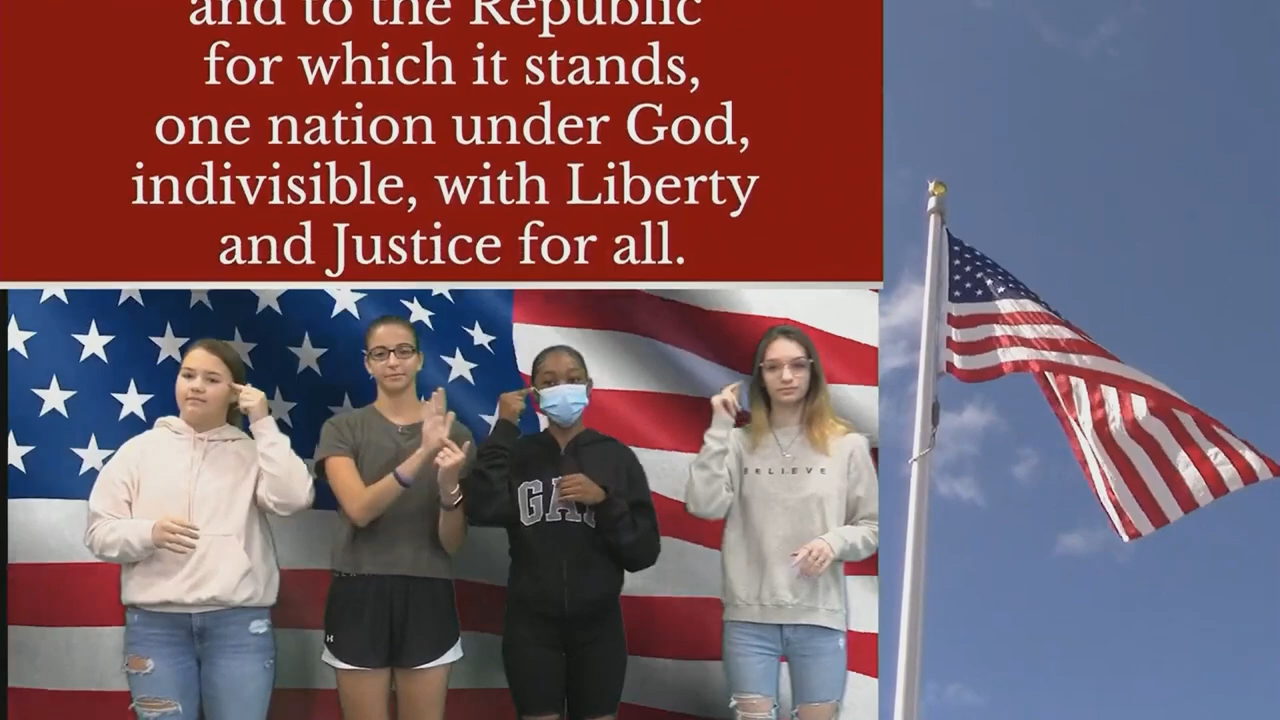 and to the Republic
for which it stands,
one nation under God,
indivisible, with Liberty
and Justice for all.
BELIEVE